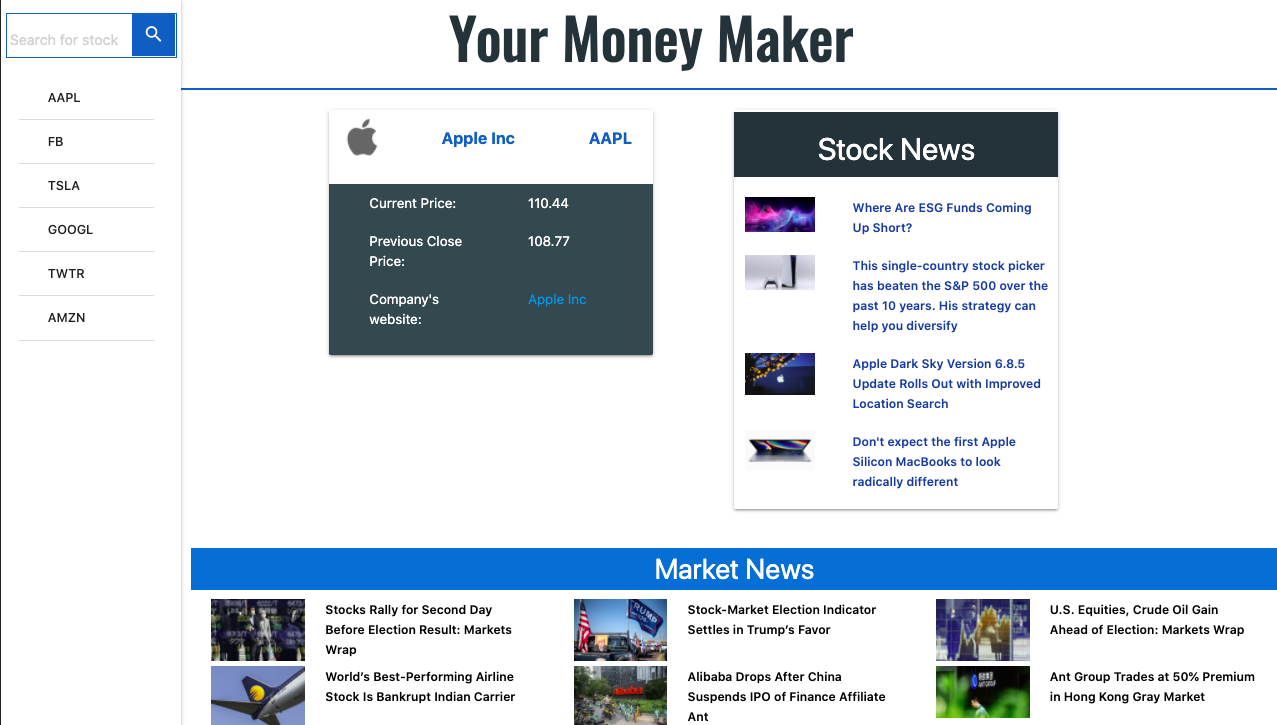 Your Money Maker
Search for stock
AAPL
FB
TSLA
GOOGL
TWTR
AMZN
Apple Inc
AAPL
Current Price:
110.44
Previous Close
Price:
108.77
Company's
website:
Apple Inc
Stock News
Where Are ESG Funds Coming
Up Short?
This single-country stock picker
has beaten the S&P 500 over the
past 10 years. His strategy can
help you diversify
Apple Dark Sky Version 6.8.5
Update Rolls Out with Improved
Location Search
Don't expect the first Apple
Silicon MacBooks to look
radically different
Market News
Stocks Rally for Second Day
Before Election Result: Markets
Wrap
Stock-Market Election Indicator
Settles in Trump’s Favor
TRUMP
U.S. Equities, Crude Oil Gain
Ahead of Election: Markets Wrap
World’s Best-Performing Airline
Stock Is Bankrupt Indian Carrier
Alibaba Drops After China
Suspends IPO of Finance Affiliate
Ant
Ant Group Trades at 50% Premium
in Hong Kong Gray Market